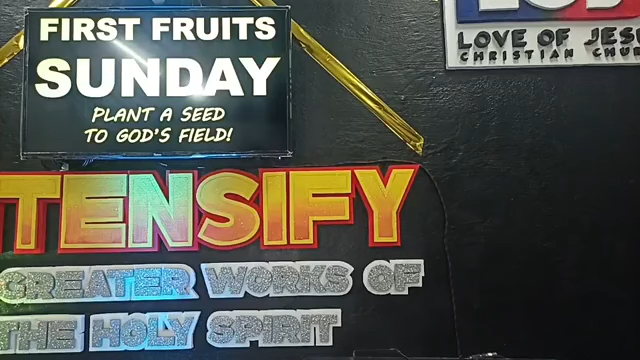 FIRST FRUITS
SUNDAY
PLANT A SEED
TO GOD'S FIELD!
LOVE OF JESU
CHRISTIAN CHUR
TENSIFY
GREATER WORKS OF
THE HOLY SPIRIT